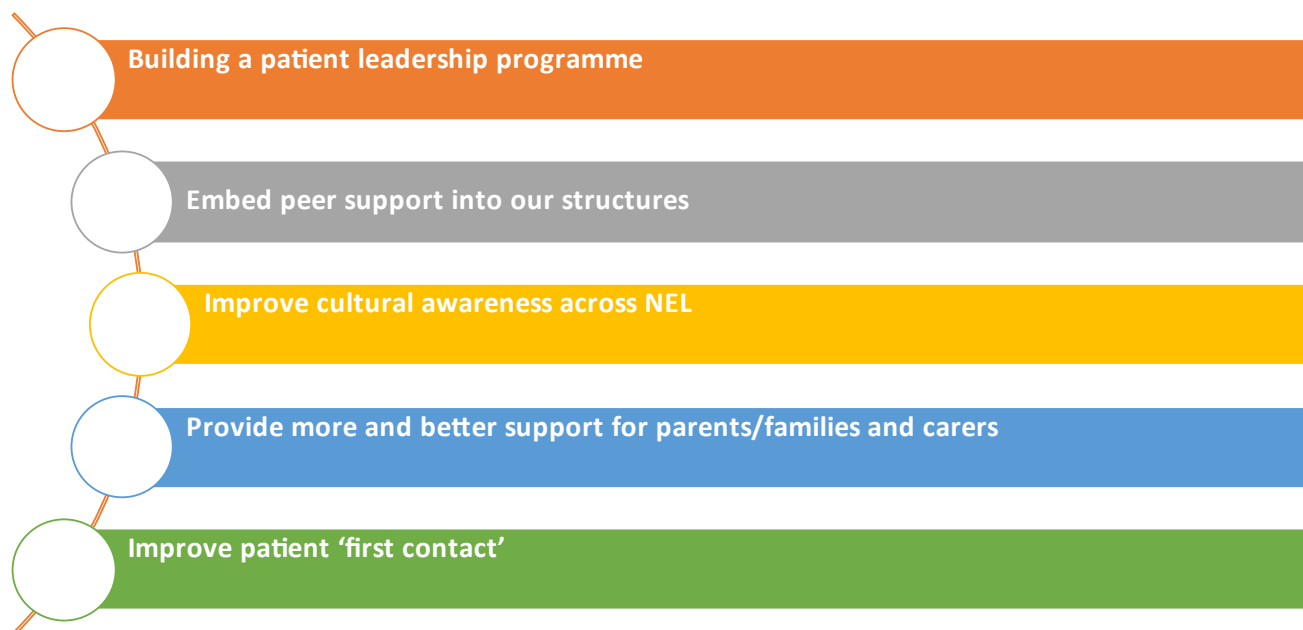 Building a patient leadership programme
Embed peer support into our structures
Improve cultural awareness across NEL
Provide more and better support for parents/families and carers
Improve patient ‘first contact’